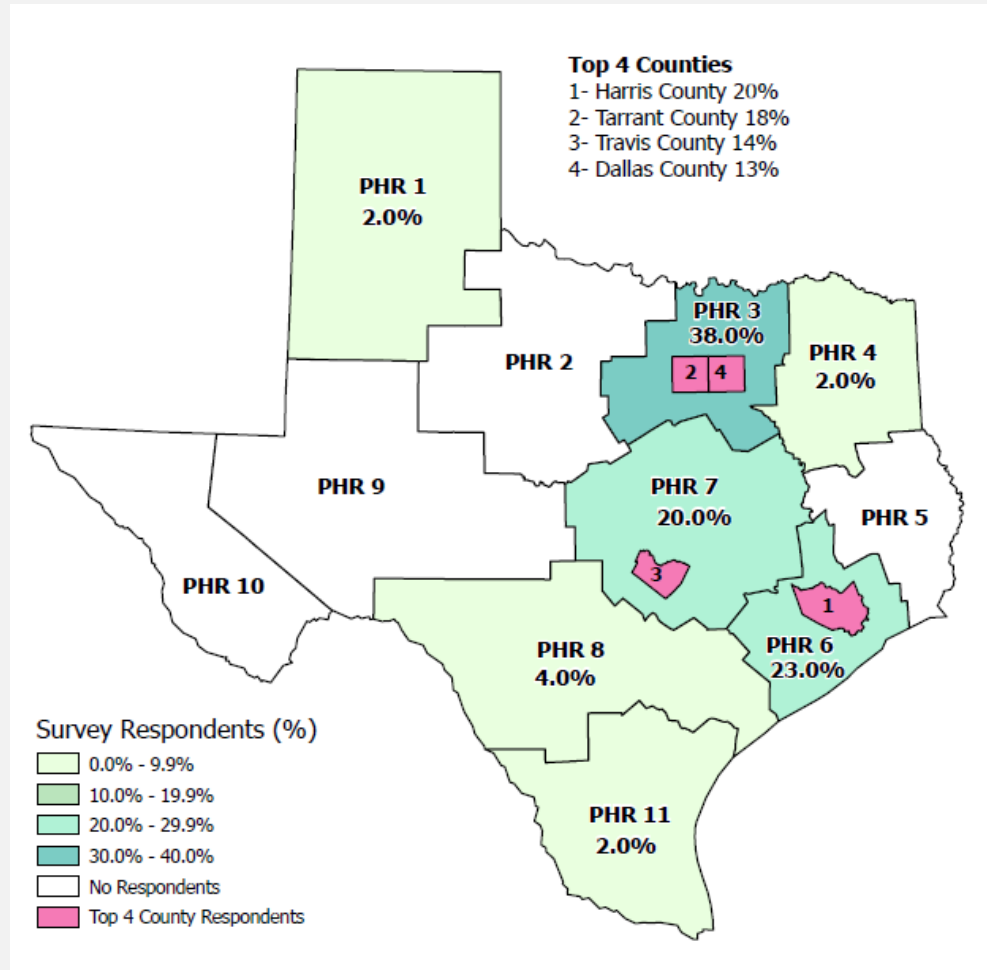 Top 4 Counties
1- Harris County 20%
2- Tarrant County 18%
3- Travis County 14%
4- Dallas County 13%
PHR 1
2.0%
PHR 2
PHR 3
38.0%
2 4
PHR 4
2.0%
PHR 9
PHR 7
20.0%
PHR 5
PHR 10
3
1
PHR 8
4.0%
PHR 6
23.0%
PHR 11
2.0%
Survey Respondents (%)
0.0% - 9.9%
10.0% - 19.9%
20.0% - 29.9%
30.0% - 40.0%
No Respondents
Top 4 County Respondents